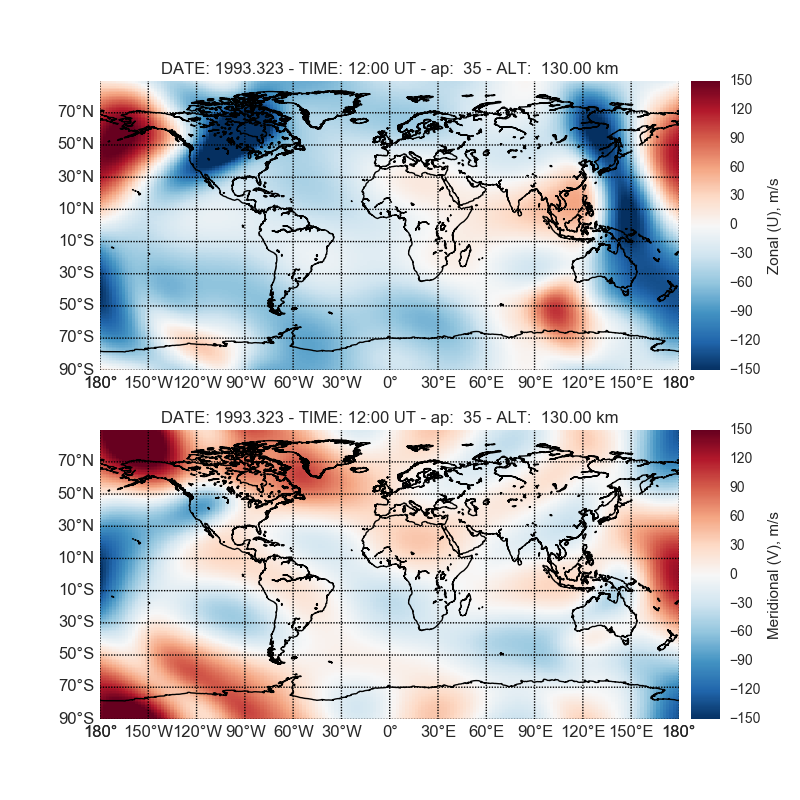 DATE: 1993.323 - TIME: 12:00 UT - ap: 35 - ALT: 130.00 km
70°N
50°N
30°N
10°N
10°S
30°S
50°S
70°S
90°S
180° 150°W 120°W 90°W 60°W 30°W 0° 30°E 60°E 90°E 120°E 150°E 180°
150
120
90
60
30
0
−30
−60
−90
−120
−150
Zonal (U), m/s
DATE: 1993.323 - TIME: 12:00 UT - ap: 35 - ALT: 130.00 km
70°N
50°N
30°N
10°N
10°S
30°S
50°S
70°S
90°S
180° 150°W 120°W 90°W 60°W 30°W 0° 30°E 60°E 90°E 120°E 150°E 180°
150
120
90
60
30
0
−30
−60
−90
−120
−150
Meridional (V), m/s